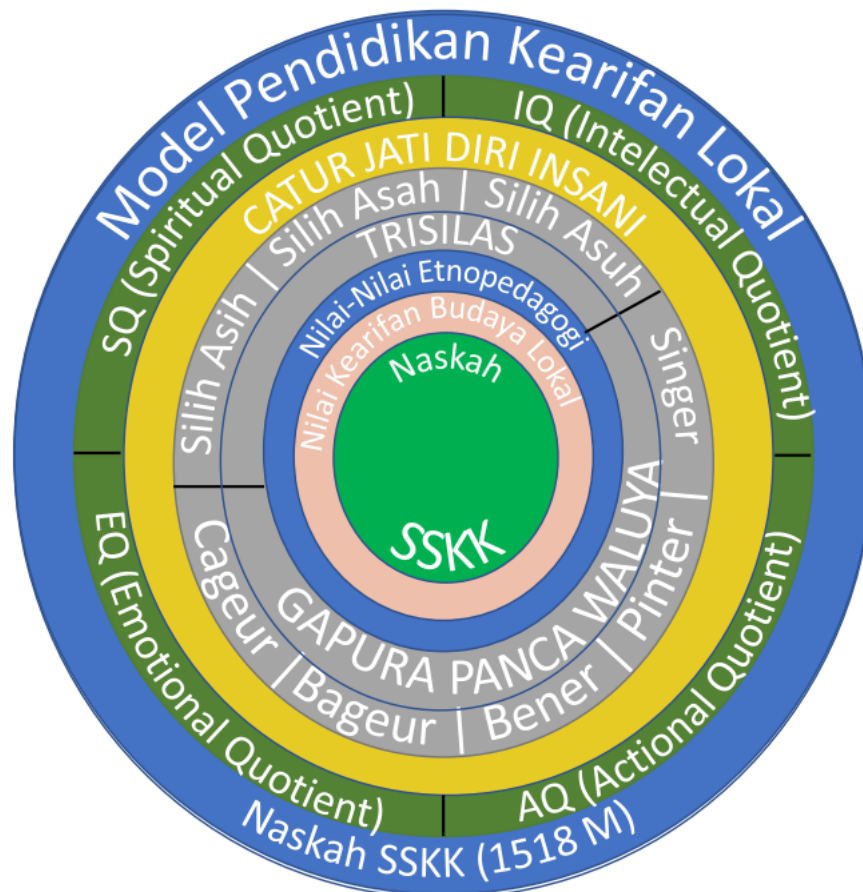 Model Pendidikan Kearifan Lokal
SQ (Spiritual Quotient)
IQ (Intelectual Quotient)
CATUR JATI DIRI INSANI
Silih Asih | Silih Asah | Silih Asuh
TRISILAS
Nilai-Nilai Etnopedagogi
Nilai Kearifan Budaya Lokal
Naskah
SSKK
GAPURA PANCA WALUYA
Cageur | Bageur | Bener | Pinter | Singer
EQ (Emotional Quotient)
AQ (Actional Quotient)
Naskah SSKK (1518 M)